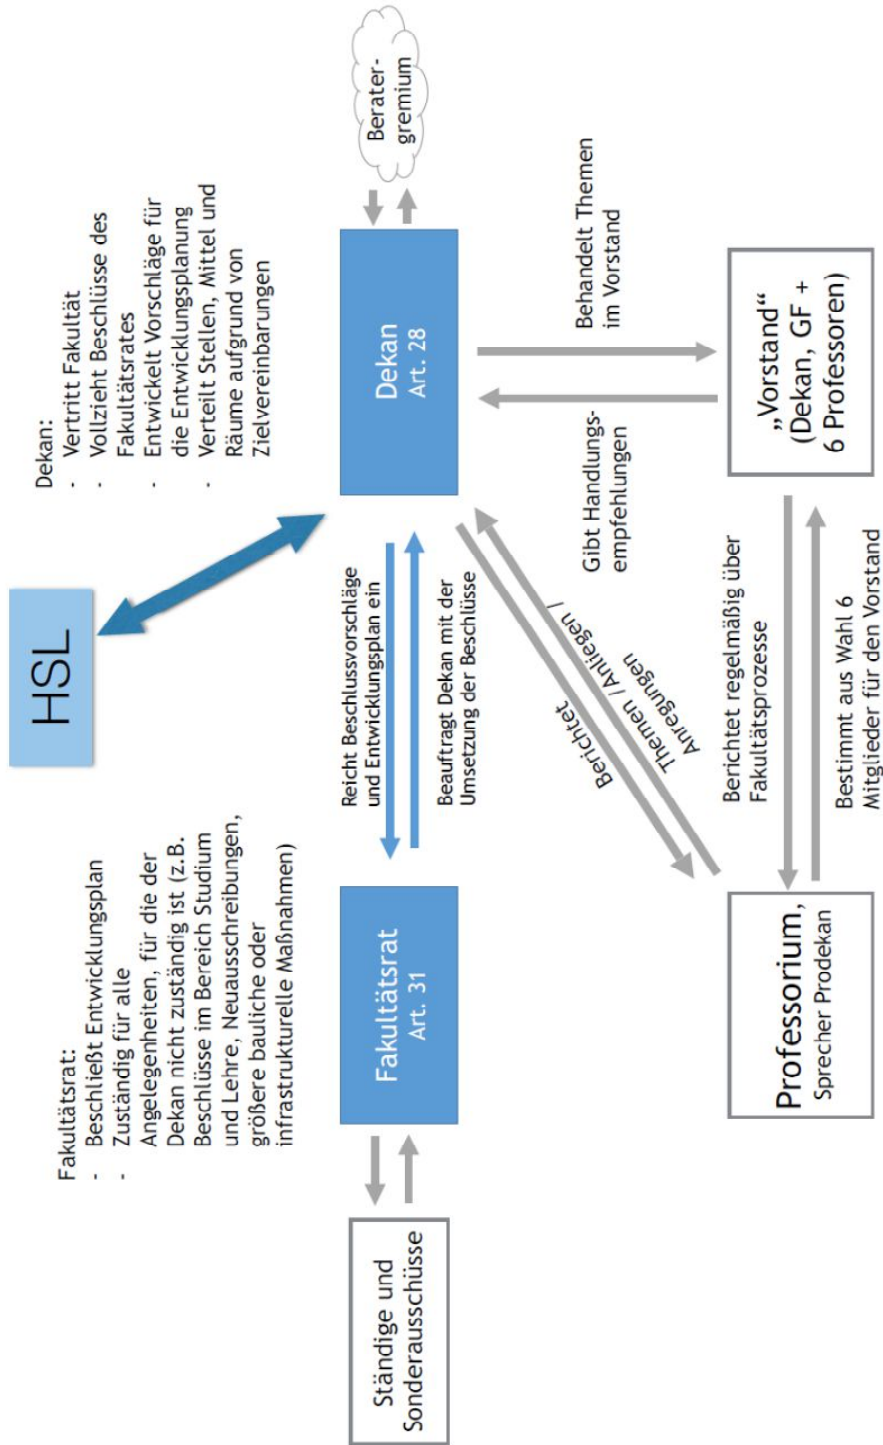 HSL
Fakultätsrat:
- Beschließt Entwicklungsplan
- Zuständig für alle
Angelegenheiten, für die der
Dekan nicht zuständig ist (z.B.
Beschlüsse im Bereich Studium
und Lehre, Neuausschreibungen,
größere bauliche oder
infrastrukturelle Maßnahmen)
Dekan:
- Vertritt Fakultät
- Vollzieht Beschlüsse des
Fakultätsrates
- Entwickelt Vorschläge für
die Entwicklungsplanung
- Verteilt Stellen, Mittel und
Räume aufgrund von
Zielvereinbarungen
Ständige und
Sonderausschüsse
Fakultätsrat
Art. 31
Reicht Beschlussvorschläge
und Entwicklungsplan ein
Beauftragt Dekan mit der
Umsetzung der Beschlüsse
Dekan
Art. 28
Berater-
gremium
Berichtet
Themen /Anliegen /
Anregungen
Gibt Handlungs-
empfehlungen
Behandelt Themen
im Vorstand
Professorium,
Sprecher Prodekan
Berichtet regelmäßig über
Fakultätsprozesse
Bestimmt aus Wahl 6
Mitglieder für den Vorstand
„Vorstand“
(Dekan, GF +
6 Professoren)